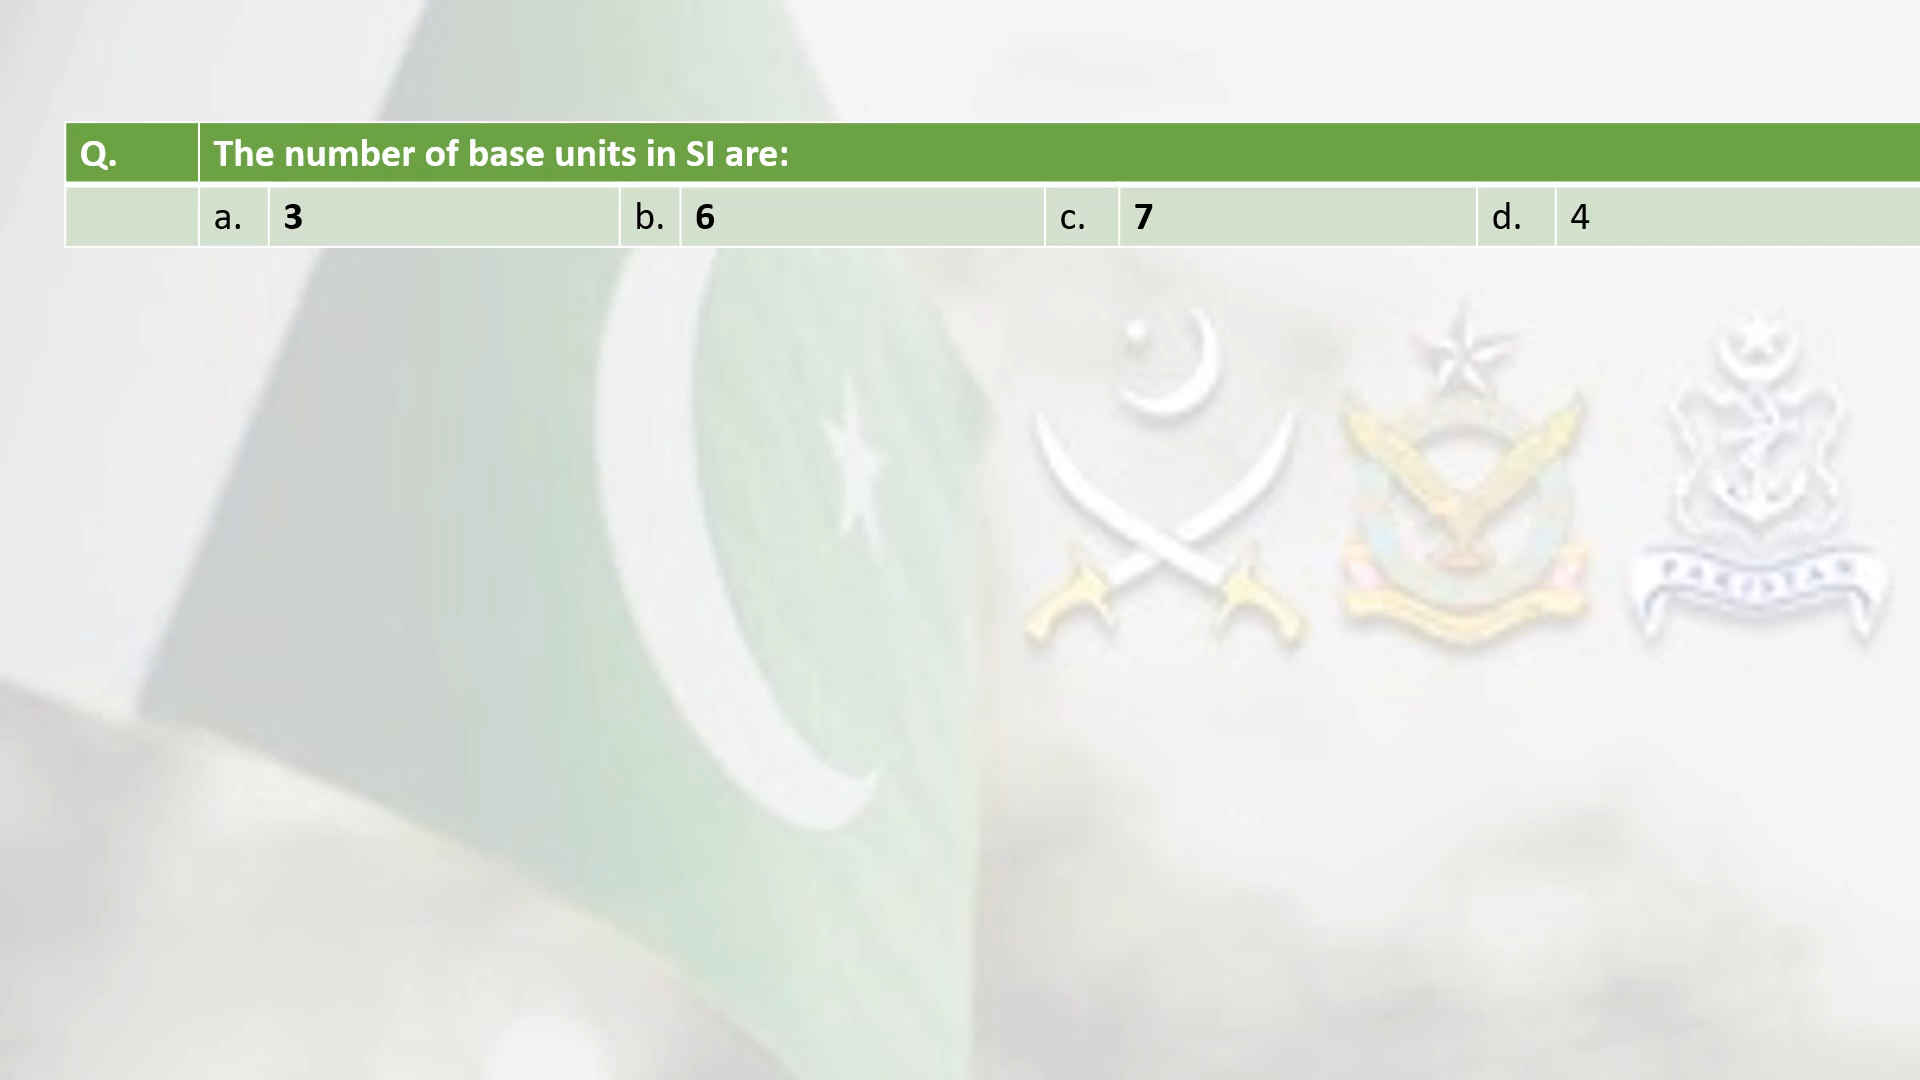 Q. The number of base units in SI are:
a. 3 b. 6 c. 7 d. 4
PAKISTAN